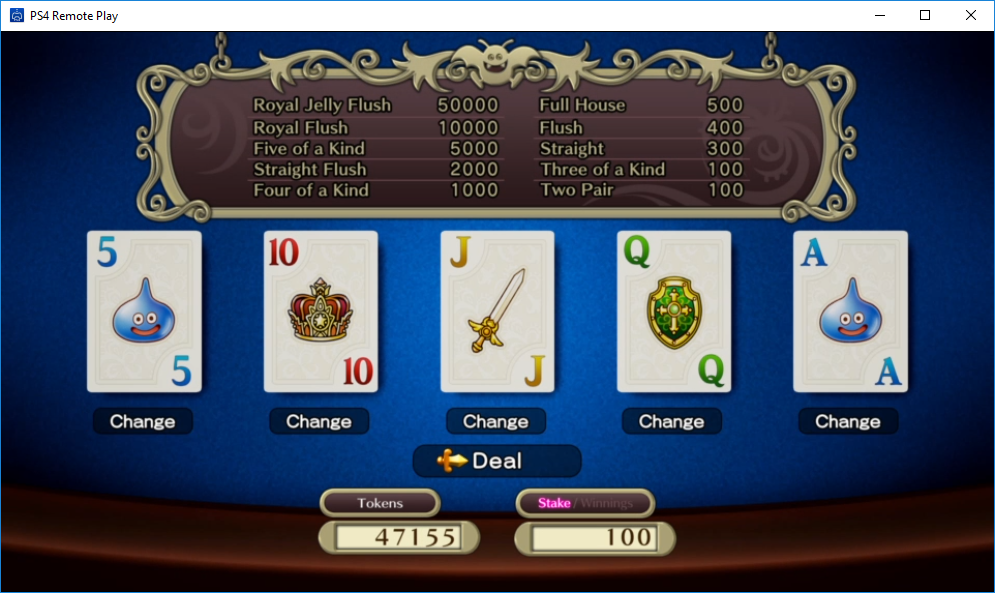 PS4 Remote Play
Royal Jelly Flush 50000 Full House 500
Royal Flush 10000 Flush 400
Five of a Kind 5000 Straight 300
Straight Flush 2000 Three of a Kind 100
Four of a Kind 1000 Two Pair 100
5 10 J Q A
5 10 J Q A
Change Change Change Change Change
Deal
Tokens Stake / Winnings
47155 100